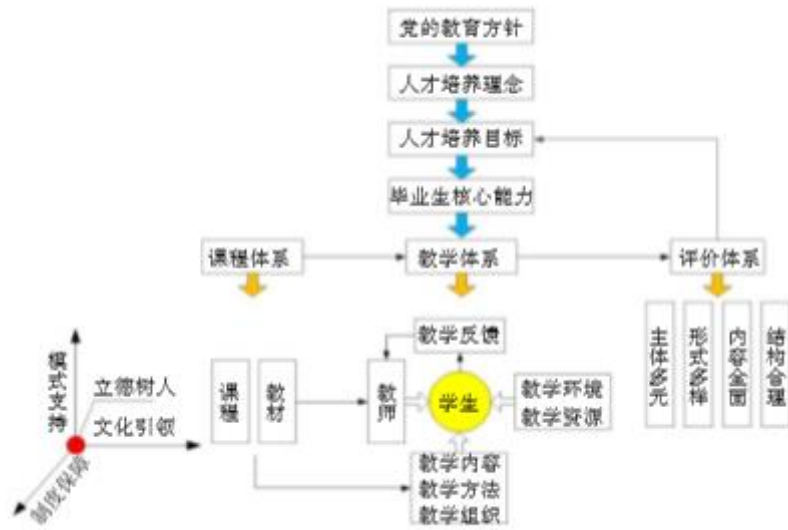 党的教育方针
人才培养理念
人才培养目标
毕业生核心能力
课程体系
教学体系
评价体系
主体多元
形式多样
内容全面
结构合理
教学反馈
课程
教材
教师
学生
教学环境
教学资源
教学内容
教学方法
教学组织
模式支持
立德树人
文化引领
制度保障